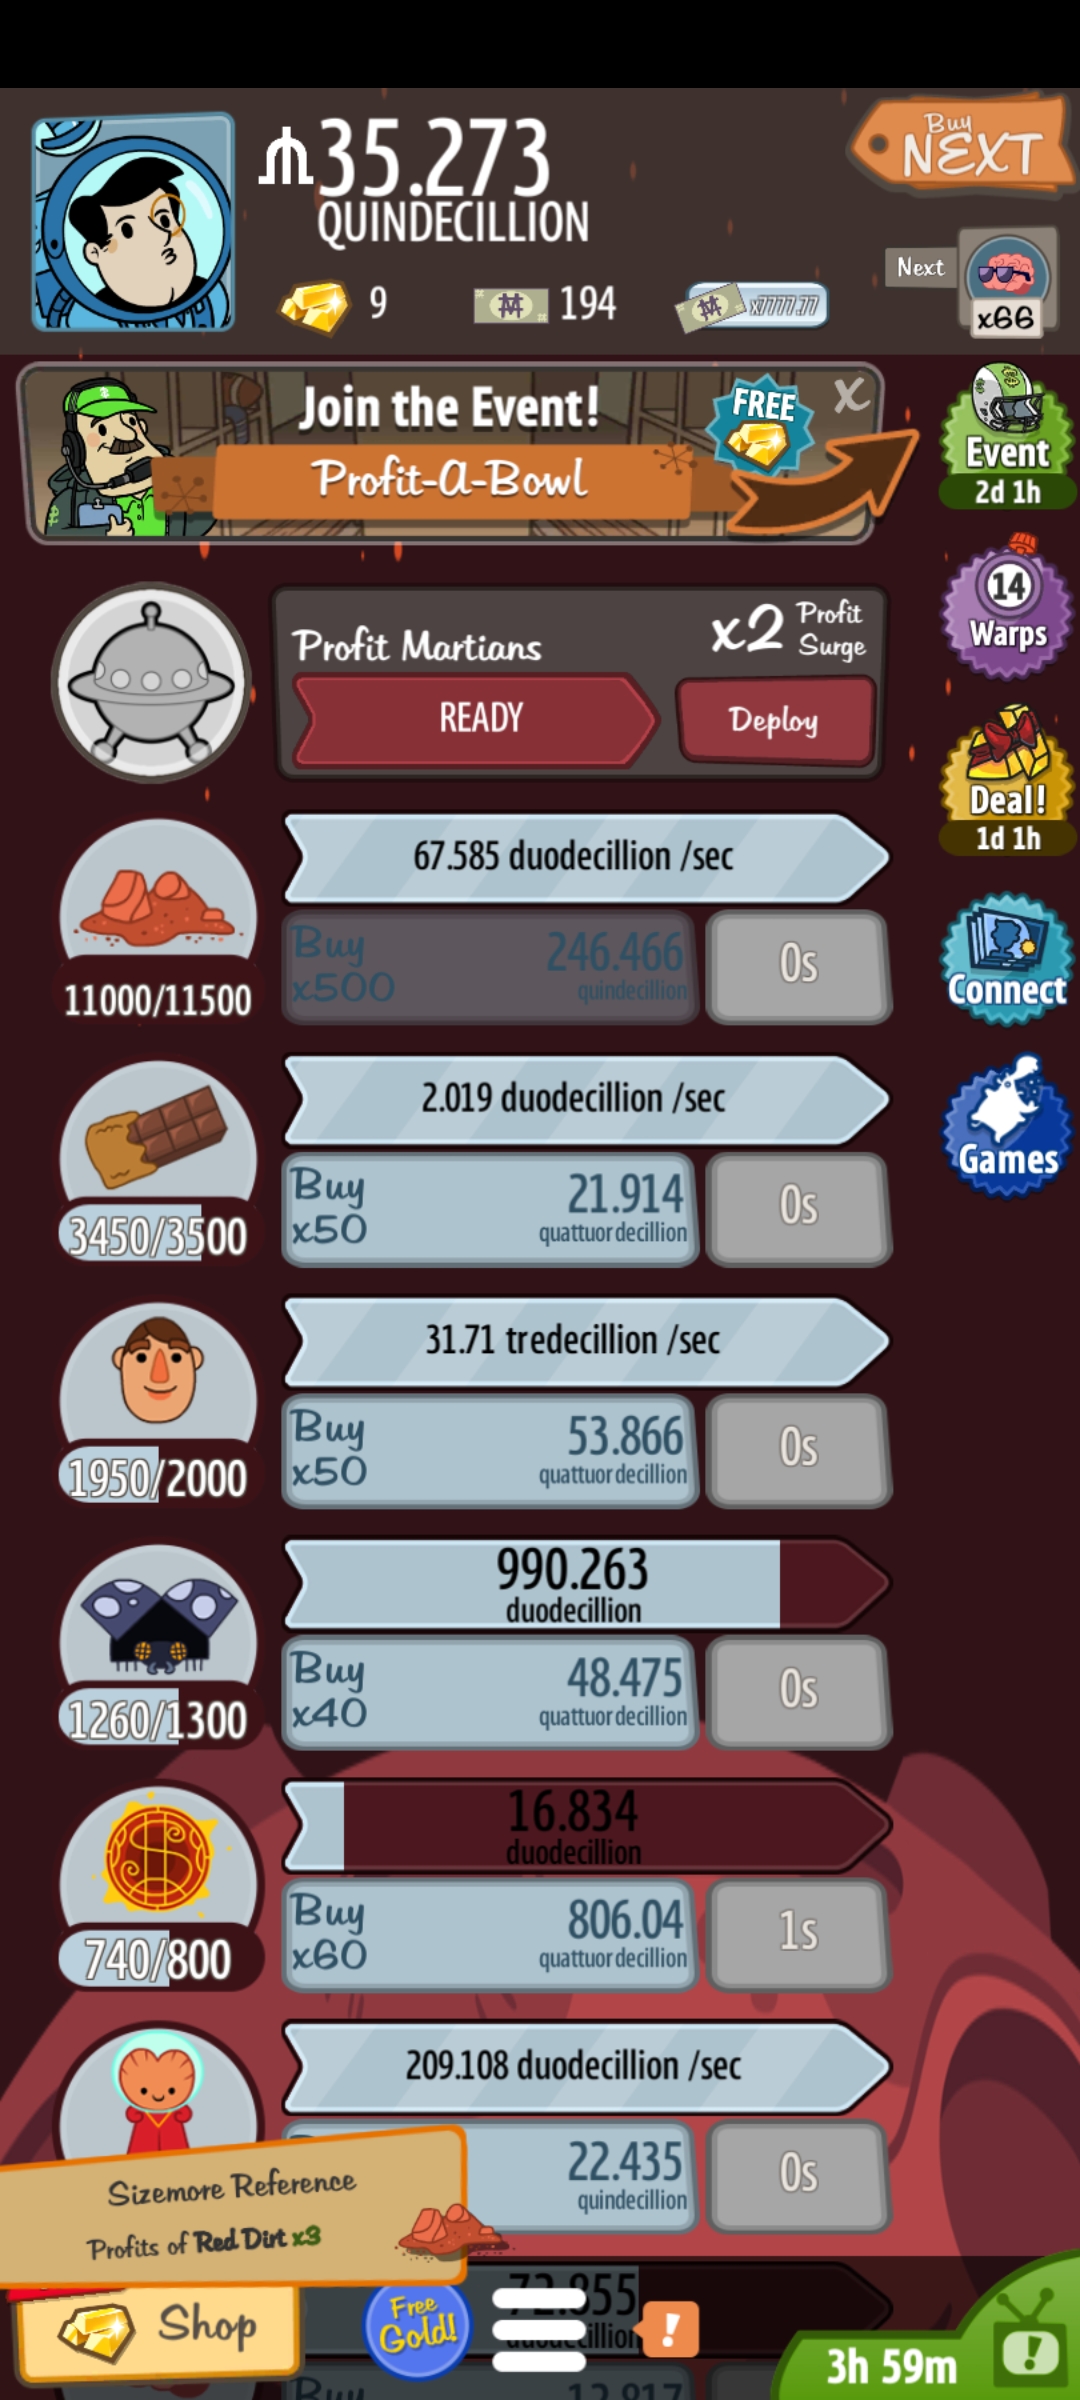 35.273
QUINDECILLION
Buy
NEXT
9
194
x7777.77
Next
x66
Join the Event!
FREE
X
Profit-A-Bowl
Event
2d 1h
14
Warps
Deal!
1d 1h
Connect
Games
Profit Martians
x2 Profit Surge
READY
Deploy
67.585 duodecillion /sec
Buy x500
246.466
quindecillion
0s
11000/11500
2.019 duodecillion /sec
Buy x50
21.914
quattuordecillion
0s
3450/3500
31.71 tredecillion /sec
Buy x50
53.866
quattuordecillion
0s
1950/2000
990.263
duodecillion
Buy x40
48.475
quattuordecillion
0s
1260/1300
16.834
duodecillion
Buy x60
806.04
quattuordecillion
1s
740/800
209.108 duodecillion /sec
22.435
quindecillion
0s
Sizemore Reference
Profits of Red Dirt x3
Shop
Free Gold!
!
3h 59m
!
Buy
12.817